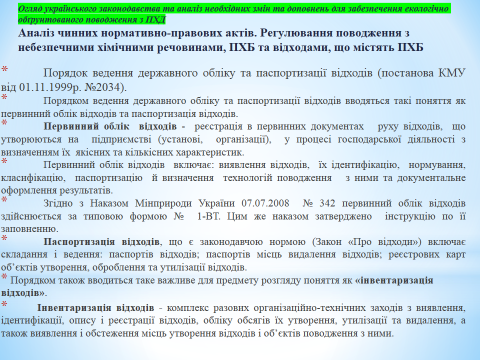 Огляд українського законодавства та аналіз необхідних змін та доповнень для забезпечення екологічно
обґрунтованого поводження з ПХД
Аналіз чинних нормативно-правових актів. Регулювання поводження з
небезпечними хімічними речовинами, ПХБ та відходами, що містять ПХБ
* Порядок ведення державного обліку та паспортизації відходів (постанова КМУ
від 01.11.1999р. №2034).
* Порядком ведення державного обліку та паспортизації відходів вводяться такі поняття як
первинний облік відходів та паспортизація відходів.
* Первинний облік відходів - реєстрація в первинних документах руху відходів, що
утворюються на підприємстві (установі, організації), у процесі господарської діяльності з
визначенням їх якісних та кількісних характеристик.
* Первинний облік відходів включає: виявлення відходів, їх ідентифікацію, нормування,
класифікацію, паспортизацію й визначення технологій поводження з ними та документальне
оформлення результатів.
* Згідно з Наказом Мінприроди України 07.07.2008 № 342 первинний облік відходів
здійснюється за типовою формою № 1-ВТ. Цим же наказом затверджено інструкцію по її
заповненню.
* Паспортизація відходів, що є законодавчою нормою (Закон «Про відходи») включає
складання і ведення: паспортів відходів; паспортів місць видалення відходів; реєстрових карт
об’єктів утворення, оброблення та утилізації відходів.
* Порядком також вводиться таке важливе для предмету розгляду поняття як «інвентаризація
відходів».
* Інвентаризація відходів - комплекс разових організаційно-технічних заходів з виявлення,
ідентифікації, опису і реєстрації відходів, обліку обсягів їх утворення, утилізації та видалення, а
також виявлення і обстеження місць утворення відходів і об’єктів поводження з ними.